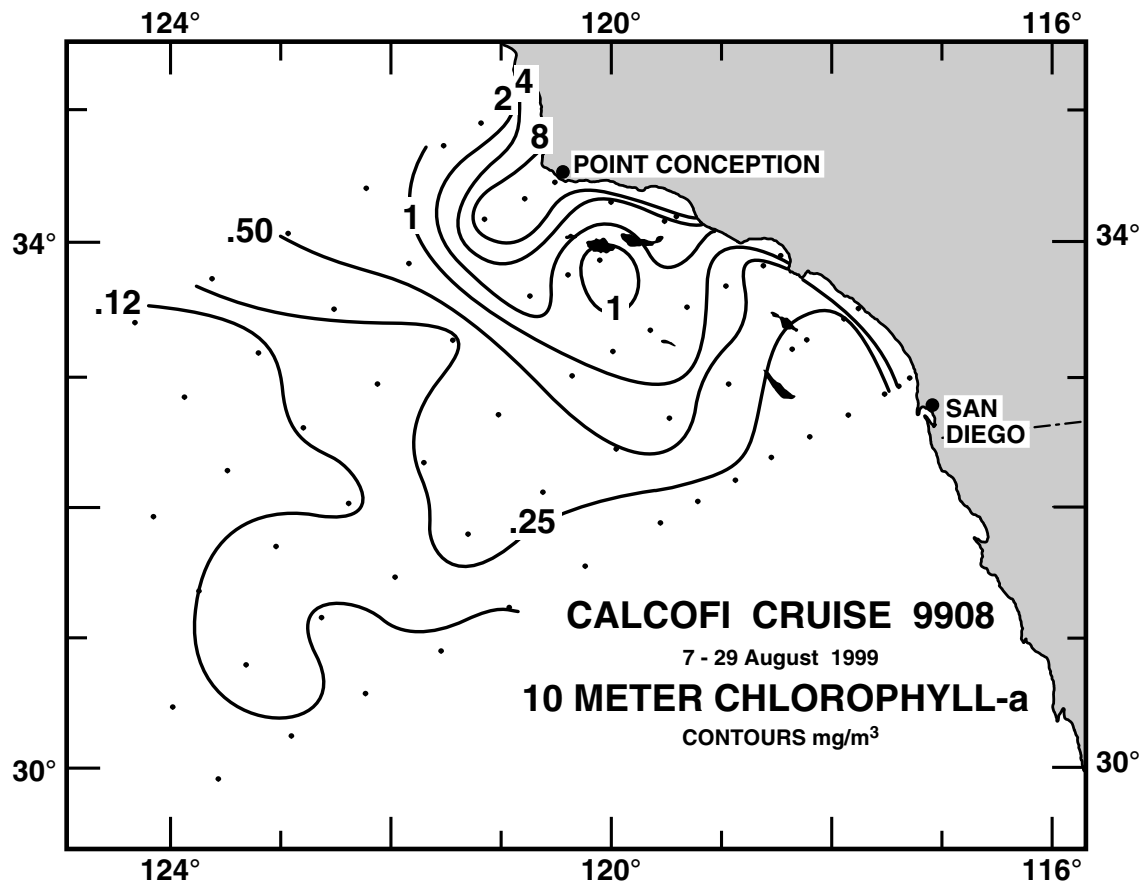 124° 120° 116°
4
2
8
POINT CONCEPTION
1
.50
34° 34°
.12
1
SAN
DIEGO
.25
CALCOFI CRUISE 9908
7 - 29 August 1999
10 METER CHLOROPHYLL-a
CONTOURS mg/m³
30° 30°
124° 120° 116°